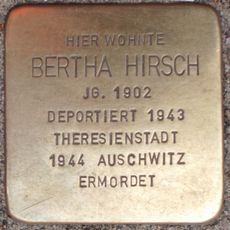 HIER WOHNTE
BERTHA HIRSCH
JG. 1902
DEPORTIERT 1943
THERESIENSTADT
1944 AUSCHWITZ
ERMORDET